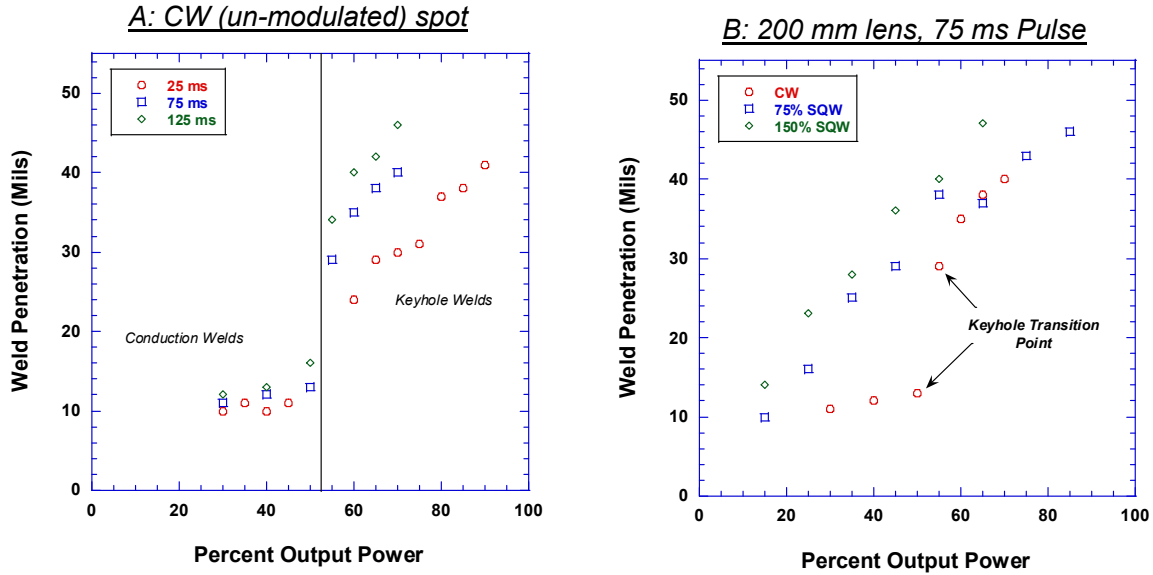 A: CW (un-modulated) spot
50
40
30
20
10
0
0
20
40
60
80
100
Weld Penetration (Mils)
Percent Output Power
25 ms
75 ms
125 ms
Conduction Welds
Keyhole Welds
B: 200 mm lens, 75 ms Pulse
50
40
30
20
10
0
0
20
40
60
80
100
Weld Penetration (Mils)
Percent Output Power
CW
75% SQW
150% SQW
Keyhole Transition
Point